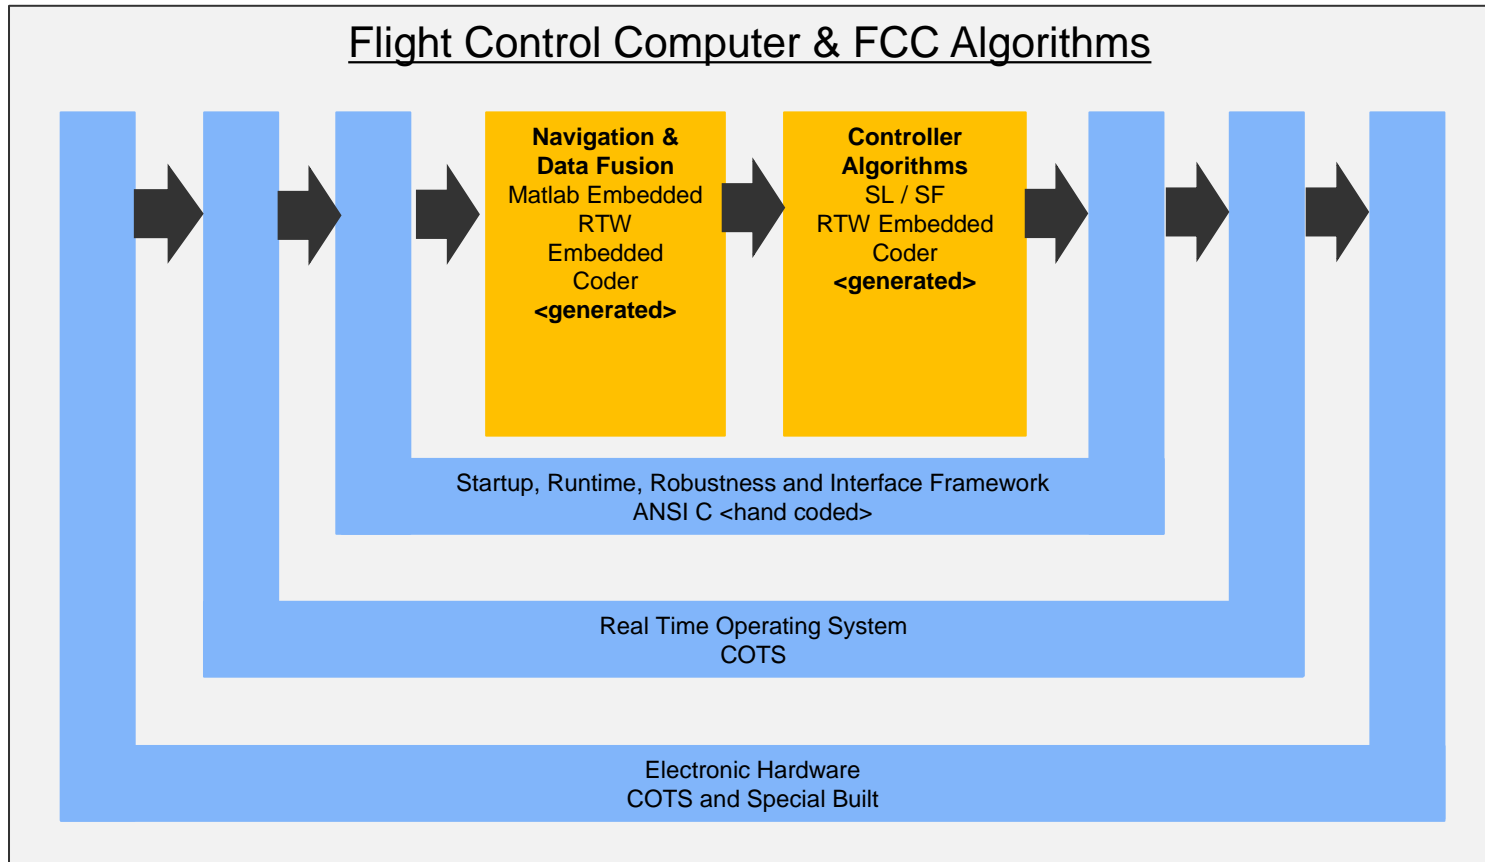 Flight Control Computer & FCC Algorithms
Navigation &
Data Fusion
Matlab Embedded
RTW
Embedded
Coder
<generated>
Controller
Algorithms
SL / SF
RTW Embedded
Coder
<generated>
Startup, Runtime, Robustness and Interface Framework
ANSI C <hand coded>
Real Time Operating System
COTS
Electronic Hardware
COTS and Special Built